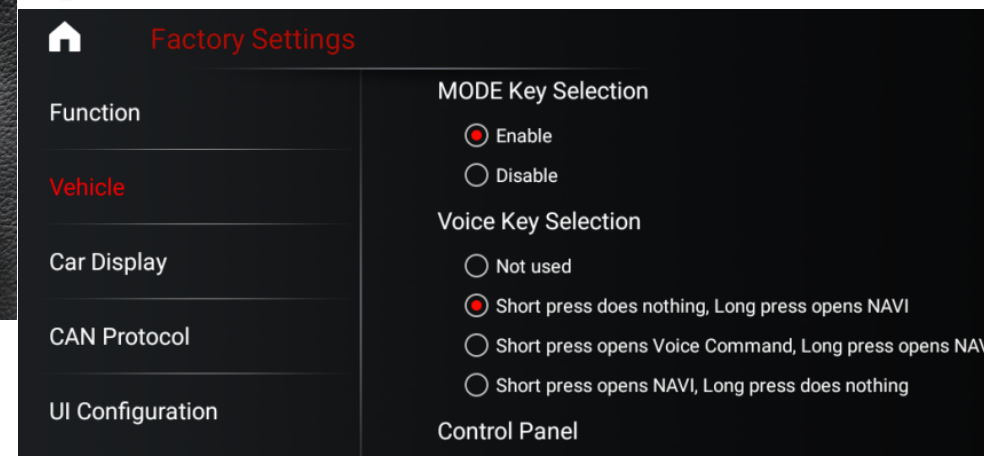 Factory Settings
Function
Vehicle
Car Display
CAN Protocol
UI Configuration
MODE Key Selection
Enable
Disable
Voice Key Selection
Not used
Short press does nothing, Long press opens NAVI
Short press opens Voice Command, Long press opens NAV
Short press opens NAVI, Long press does nothing
Control Panel